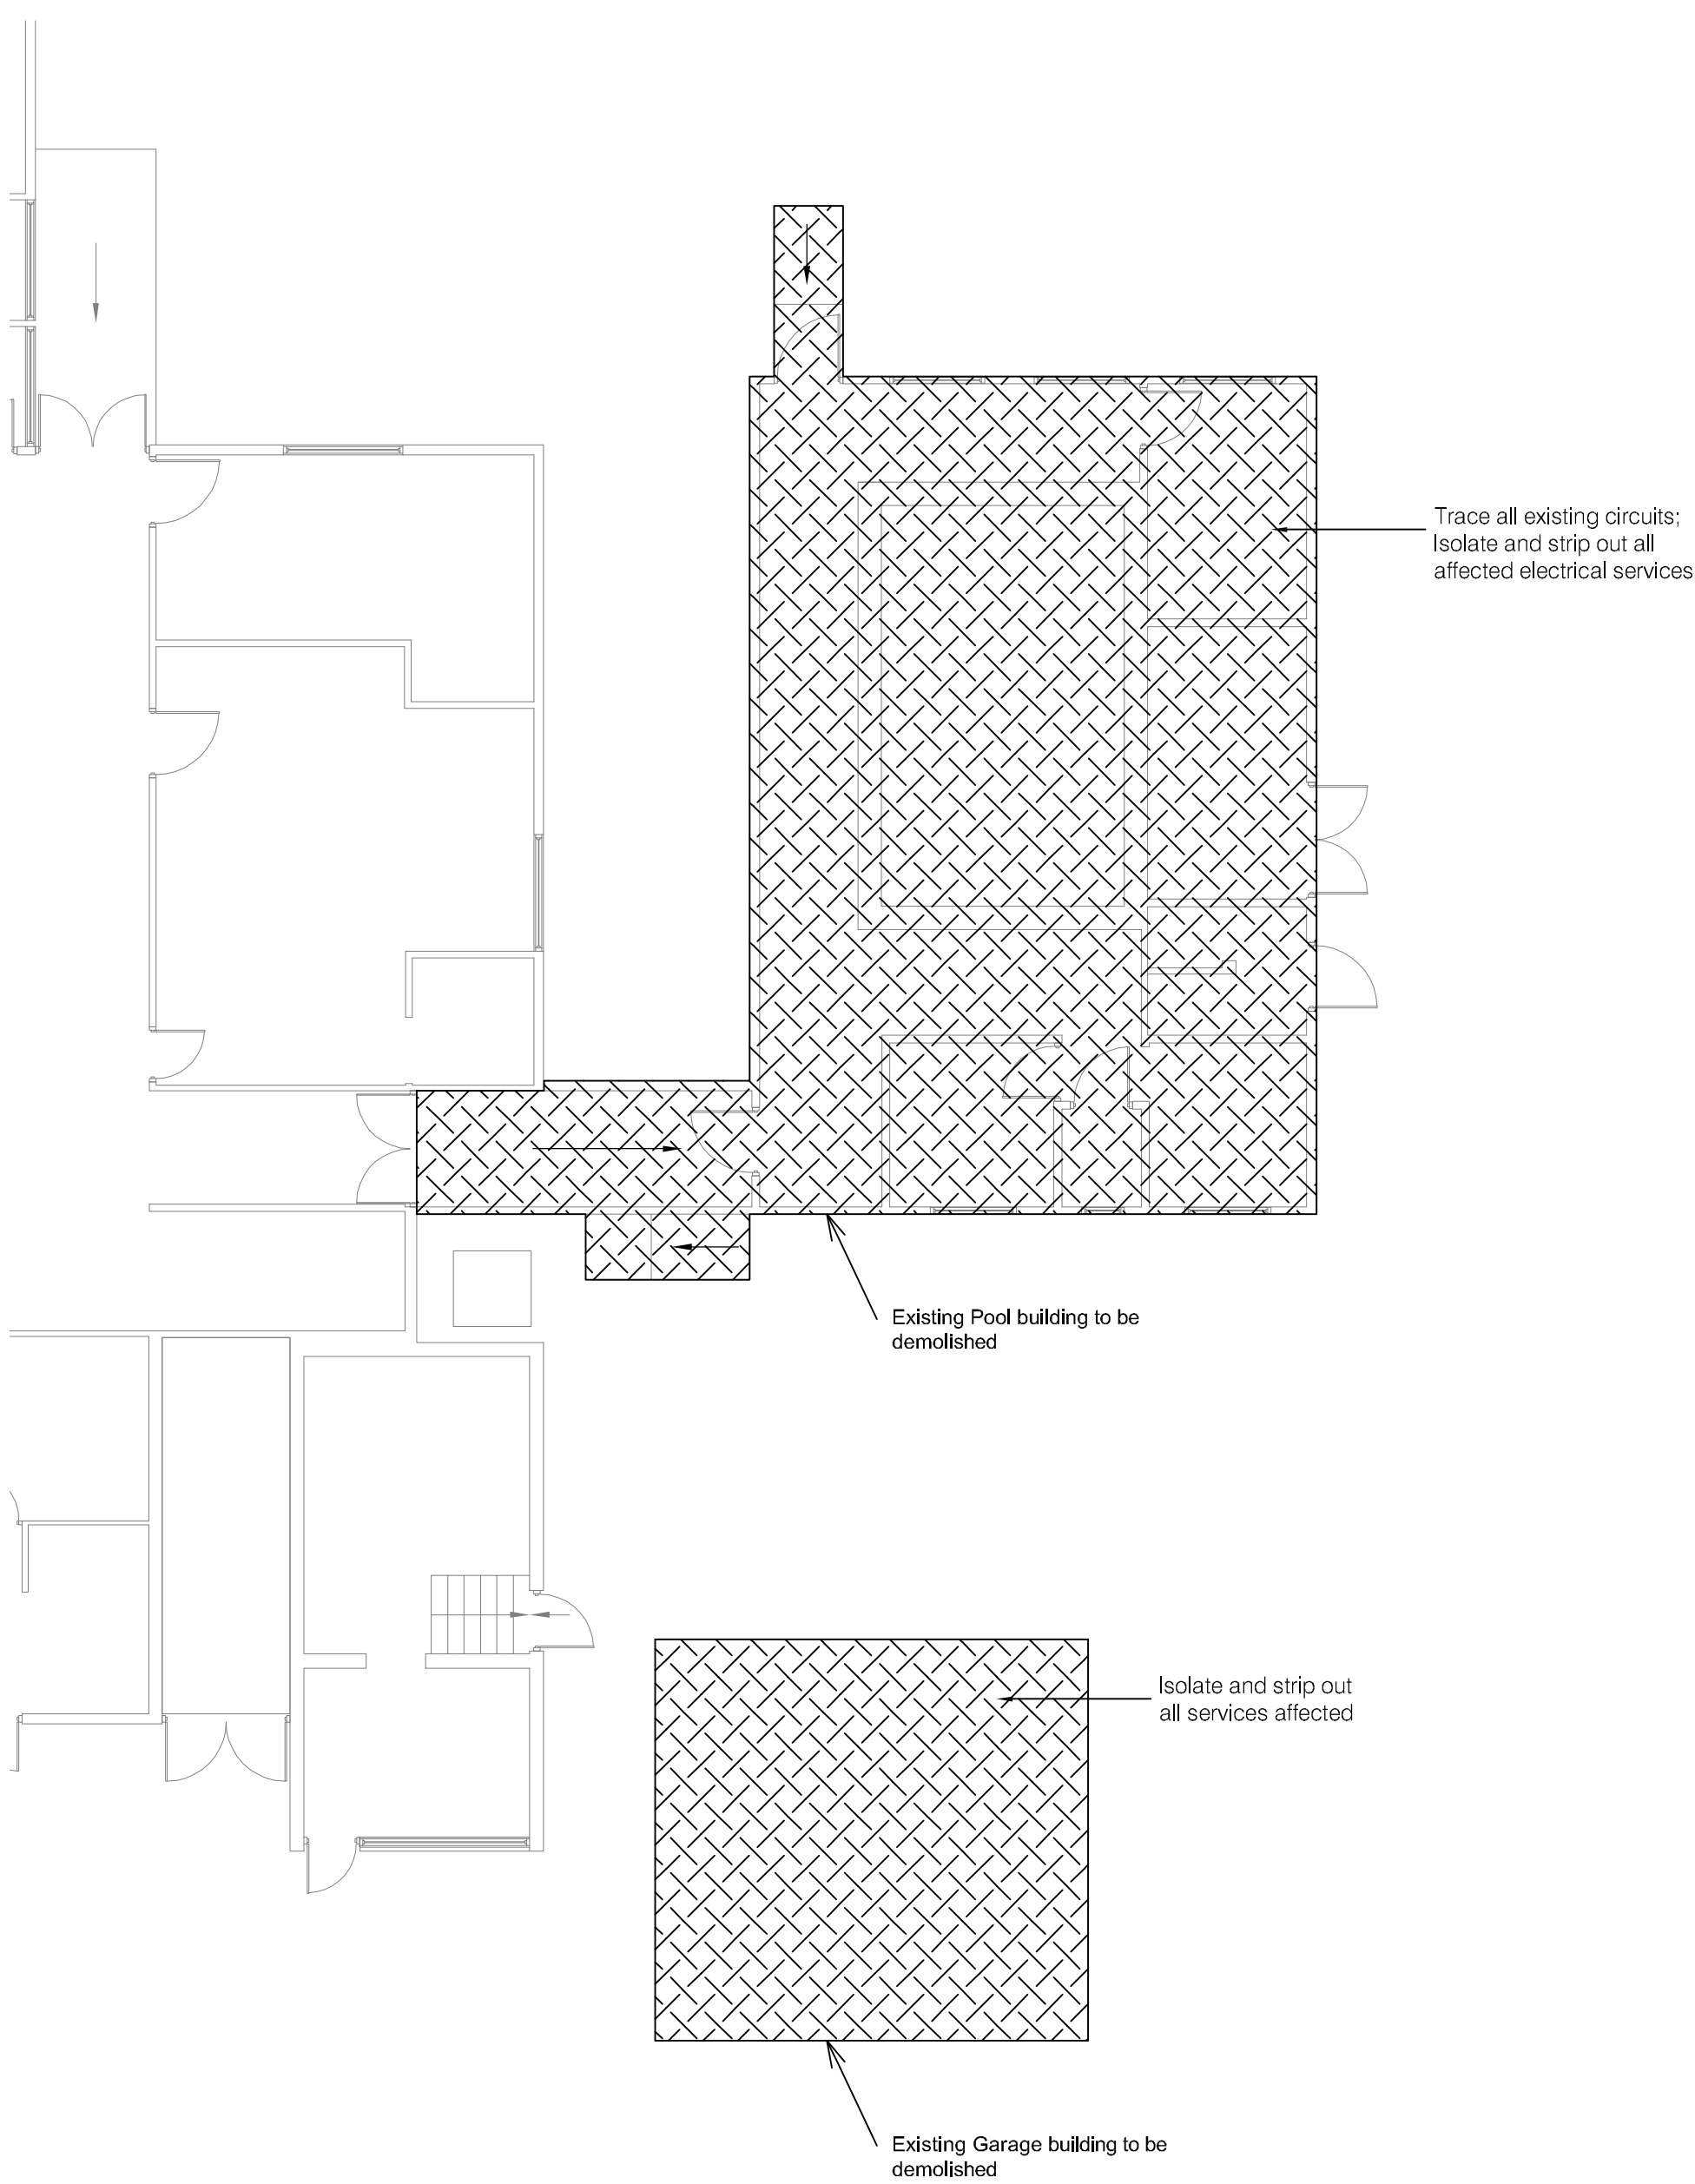 Trace all existing circuits;
Isolate and strip out all
affected electrical services
Existing Pool building to be
demolished
Isolate and strip out
all services affected
Existing Garage building to be
demolished